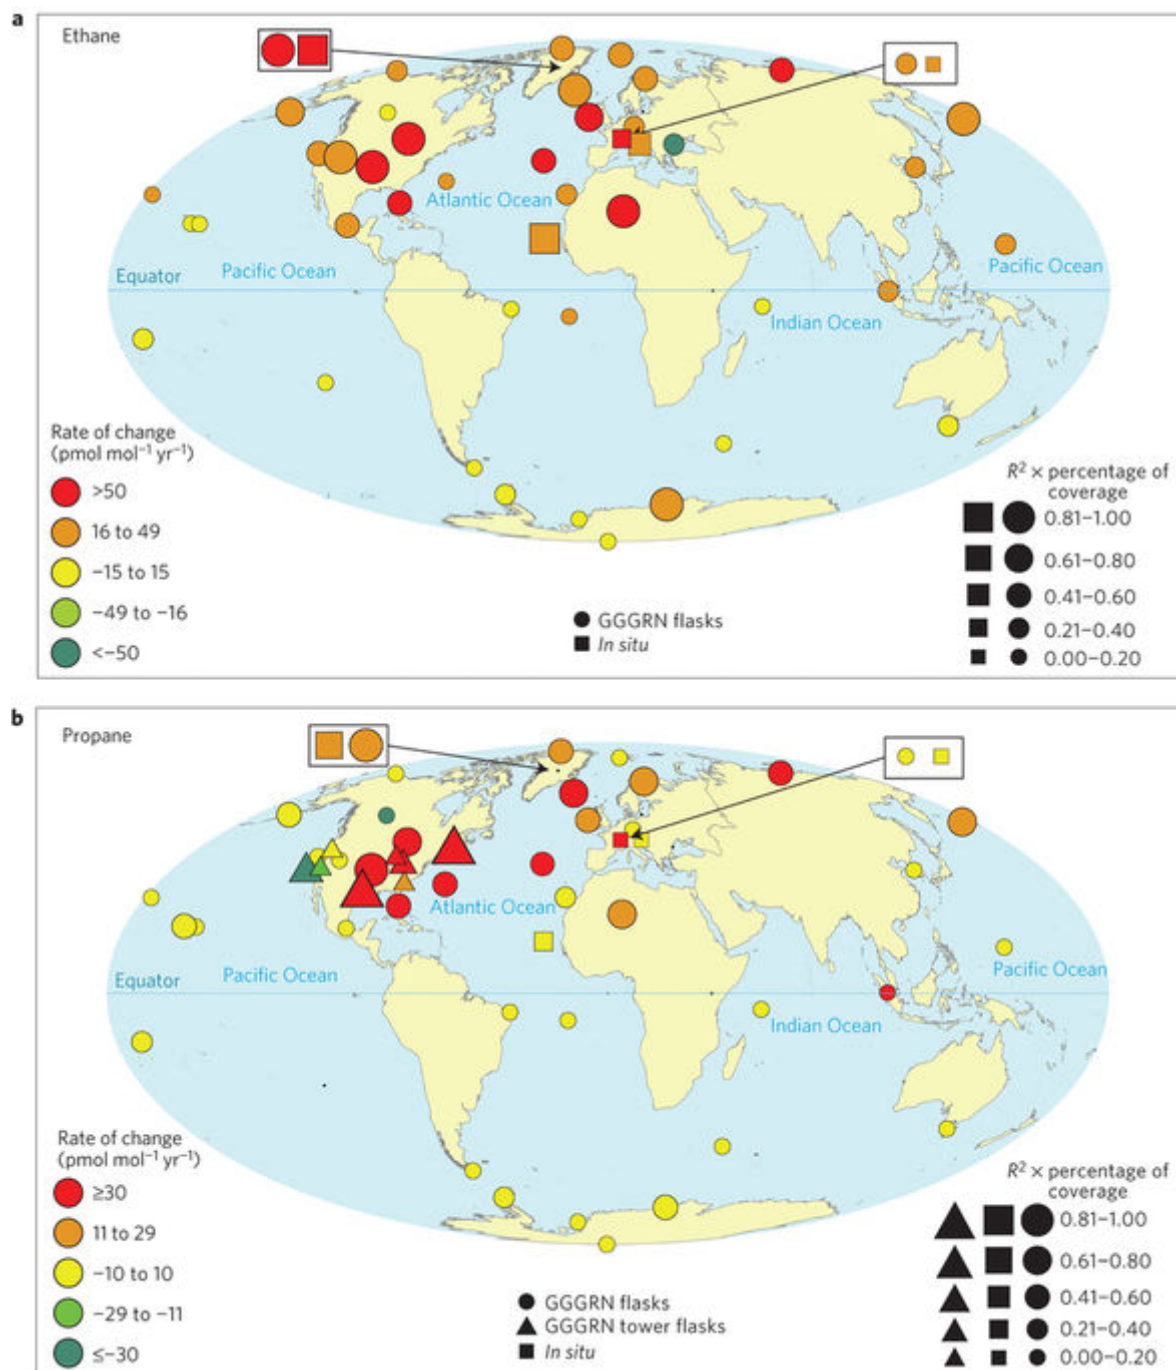 a
Ethane
Atlantic Ocean
Equator
Pacific Ocean
Pacific Ocean
Indian Ocean
Rate of change
(pmol mol⁻¹ yr⁻¹)
>50
16 to 49
−15 to 15
−49 to −16
<−50
GGGRN flasks
In situ
R² × percentage of
coverage
0.81–1.00
0.61–0.80
0.41–0.60
0.21–0.40
0.00–0.20
b
Propane
Atlantic Ocean
Equator
Pacific Ocean
Pacific Ocean
Indian Ocean
Rate of change
(pmol mol⁻¹ yr⁻¹)
≥30
11 to 29
−10 to 10
−29 to −11
≤−30
GGGRN flasks
GGGRN tower flasks
In situ
R² × percentage of
coverage
0.81–1.00
0.61–0.80
0.41–0.60
0.21–0.40
0.00–0.20